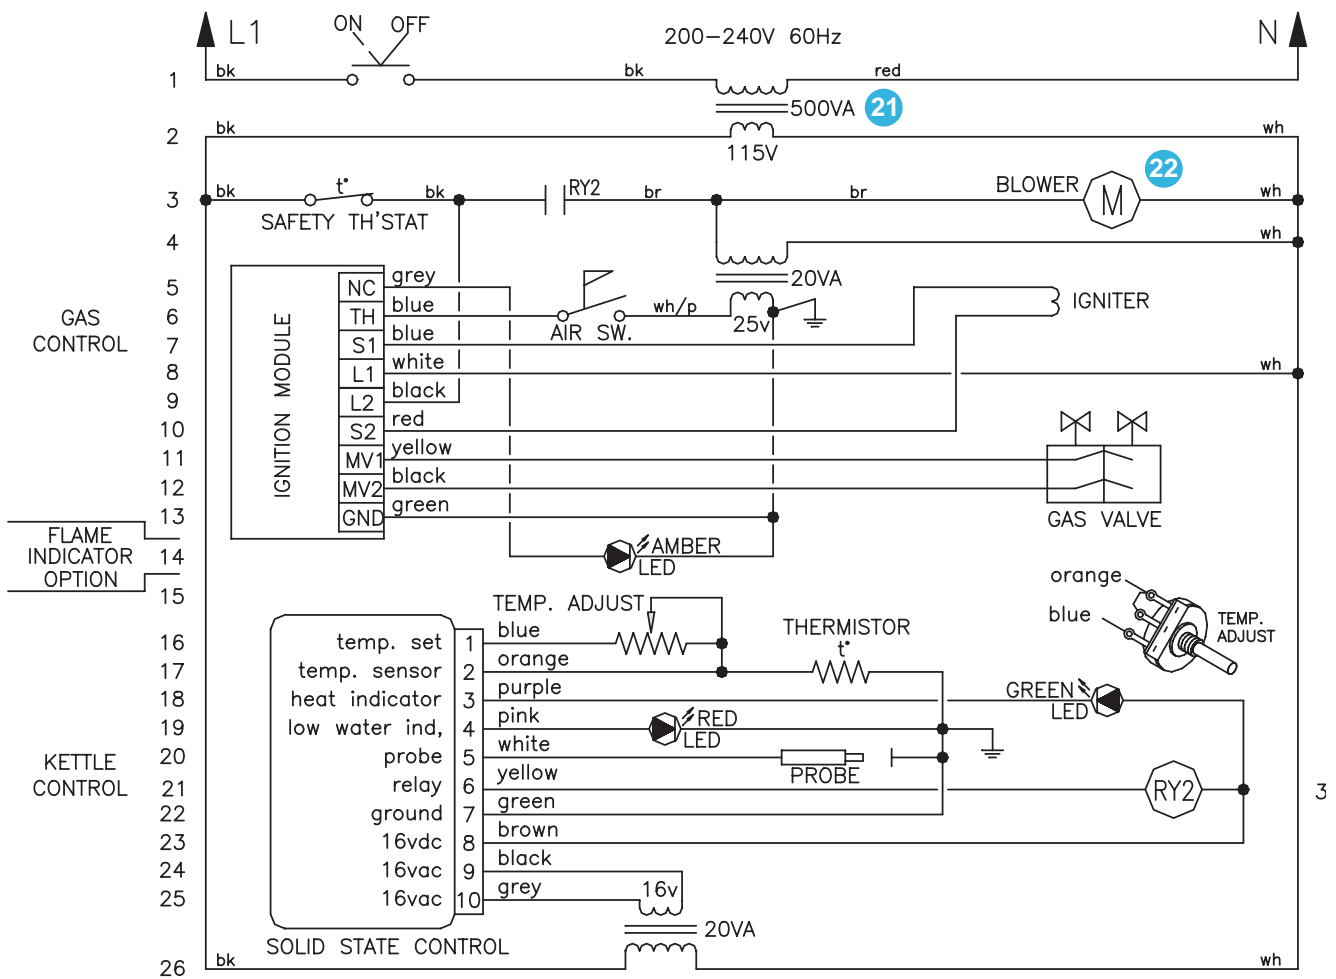 L1
ON OFF
200-240V 60Hz
N
1 bk bk red
500VA 21
2 bk wh
115V
3 bk t° bk RY2 br br BLOWER M 22 wh
SAFETY TH'STAT
4 wh
20VA
GAS
CONTROL
IGNITION MODULE
5 NC grey
6 TH blue wh/p 25v IGNITER
AIR SW.
7 S1 blue
8 L1 white wh
9 L2 black
10 S2 red
11 MV1 yellow
12 MV2 black
13 GND green
GAS VALVE
FLAME
INDICATOR
OPTION
14 AMBER
LED
15
orange
blue
TEMP.
ADJUST
TEMP. ADJUST
THERMISTOR
t°
16 temp. set 1 blue
17 temp. sensor 2 orange
18 heat indicator 3 purple GREEN
LED
19 low water ind, 4 pink RED
LED
KETTLE
CONTROL
20 probe 5 white
PROBE
21 relay 6 yellow RY2 3
22 ground 7 green
23 16vdc 8 brown
24 16vac 9 black
25 16vac 10 grey 16v
20VA
SOLID STATE CONTROL
26 bk wh